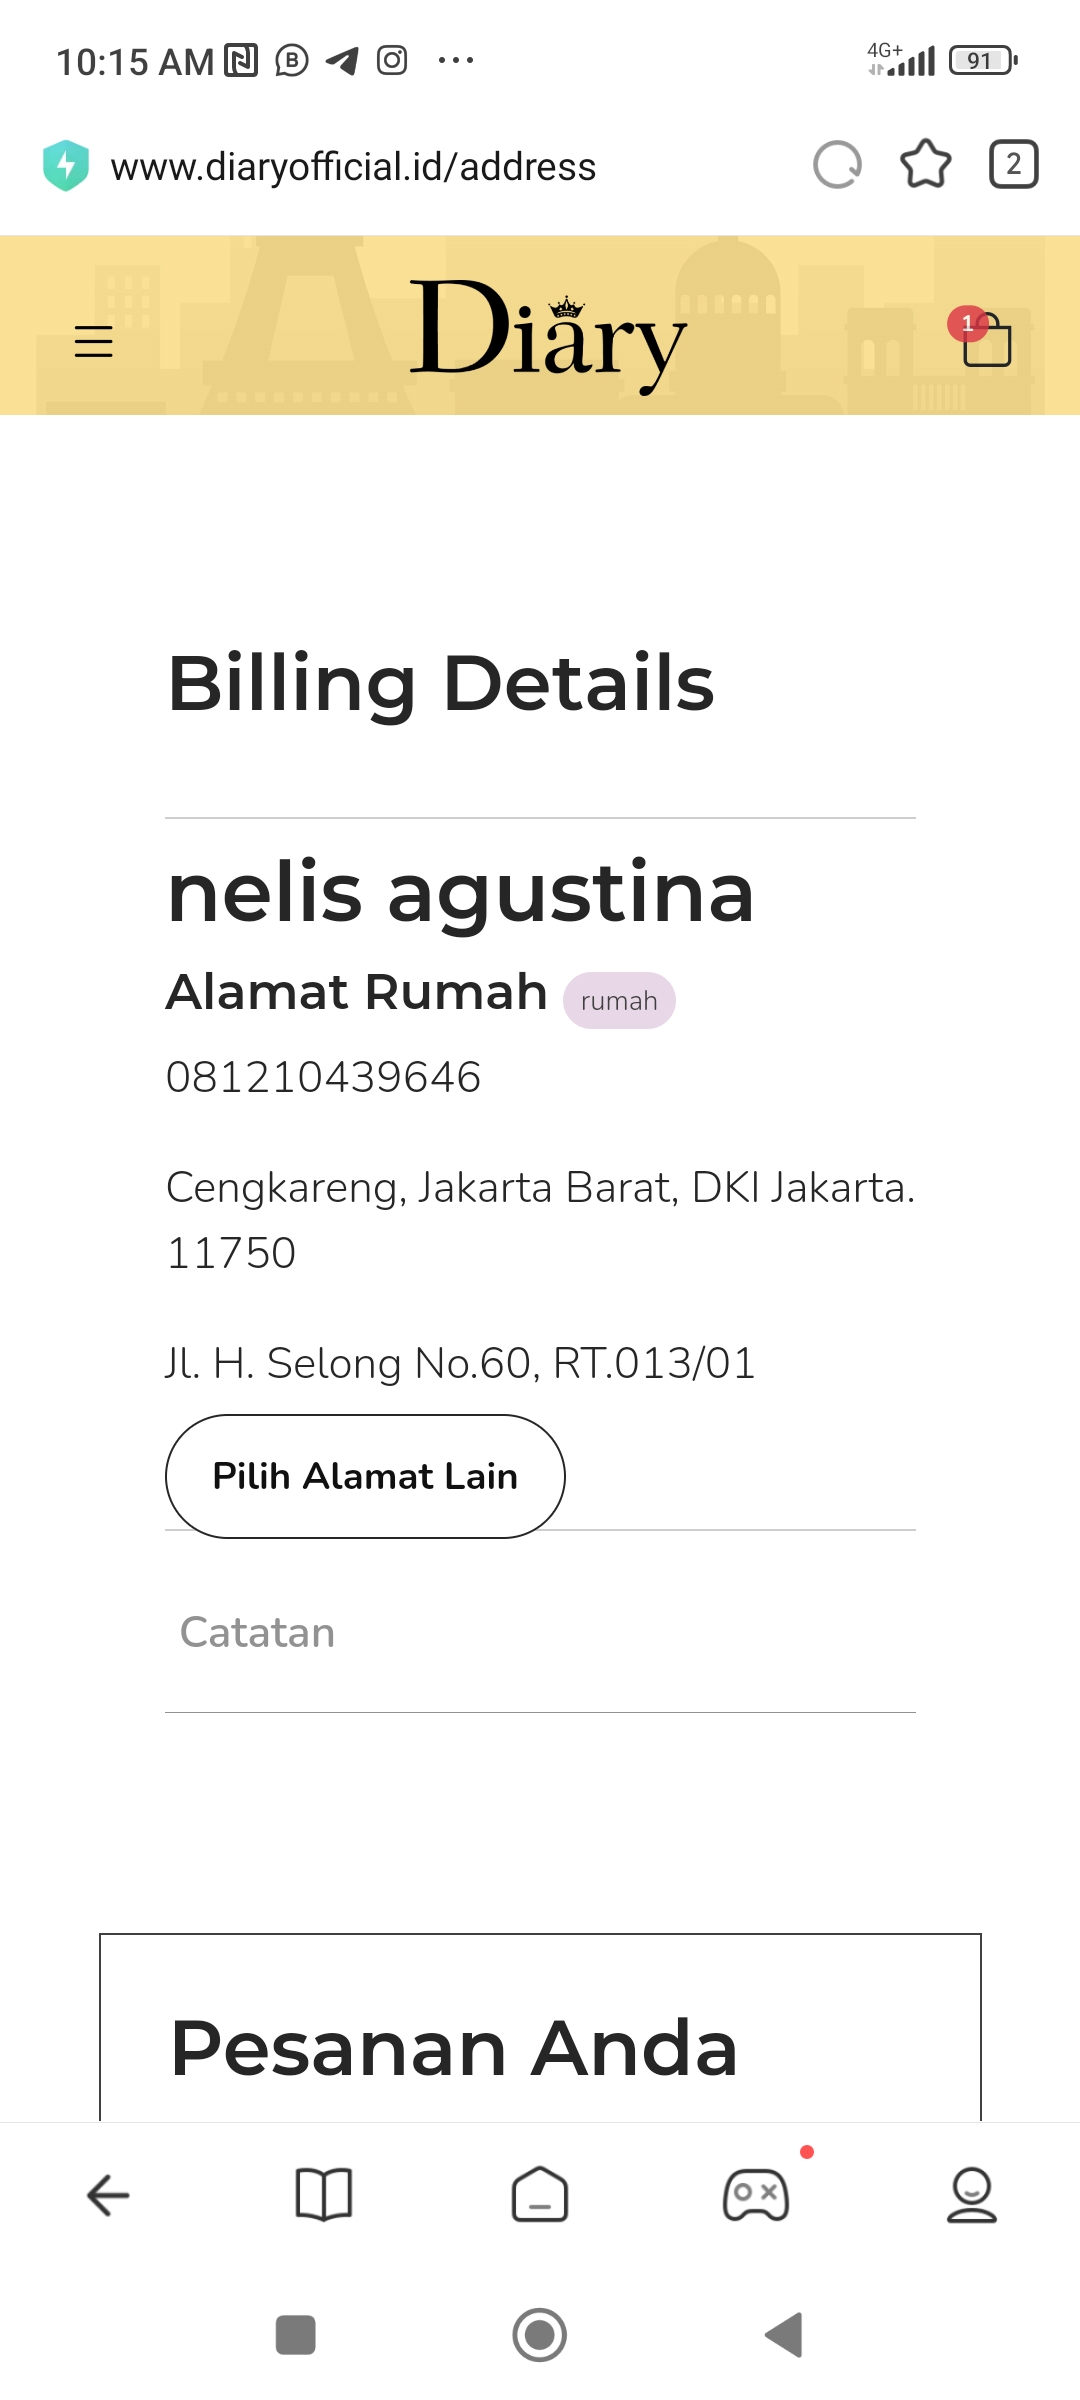 10:15 AM
4G+
91
www.diaryofficial.id/address
2
Diary
1
Billing Details
nelis agustina
Alamat Rumah rumah
081210439646
Cengkareng, Jakarta Barat, DKI Jakarta.
11750
Jl. H. Selong No.60, RT.013/01
Pilih Alamat Lain
Catatan
Pesanan Anda